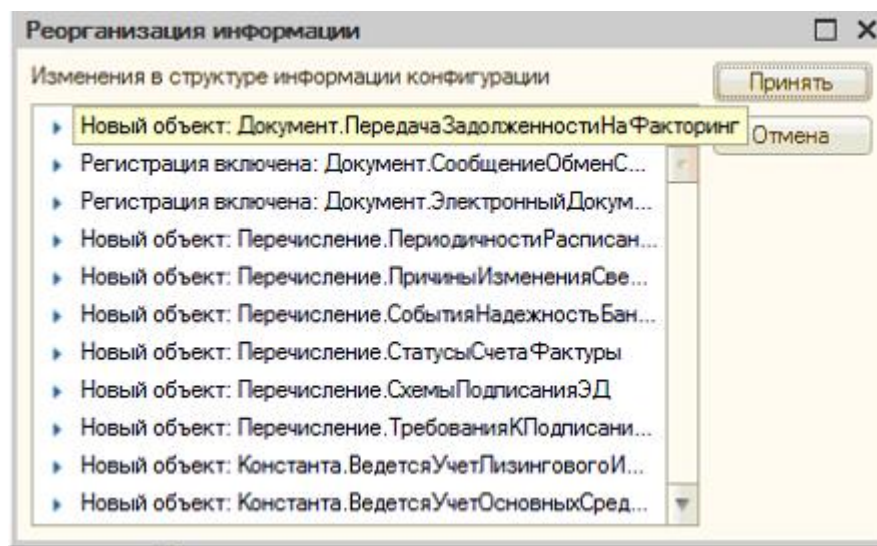 Реорганизация информации
Изменения в структуре информации конфигурации
Принять
Новый объект: Документ.ПередачаЗадолженностиНаФакторинг
Отмена
Регистрация включена: Документ.СообщениеОбменС...
Регистрация включена: Документ.ЭлектронныйДокум...
Новый объект: Перечисление.ПериодичностиРасписан...
Новый объект: Перечисление.ПричиныИзмененияСве...
Новый объект: Перечисление.СобытияНадежностьБан...
Новый объект: Перечисление.СтатусыСчетаФактуры
Новый объект: Перечисление.СхемыПодписанияЭД
Новый объект: Перечисление.ТребованияКПодписани...
Новый объект: Константа.ВедетсяУчетЛизинговогоИ...
Новый объект: Константа.ВедетсяУчетОсновныхСред...